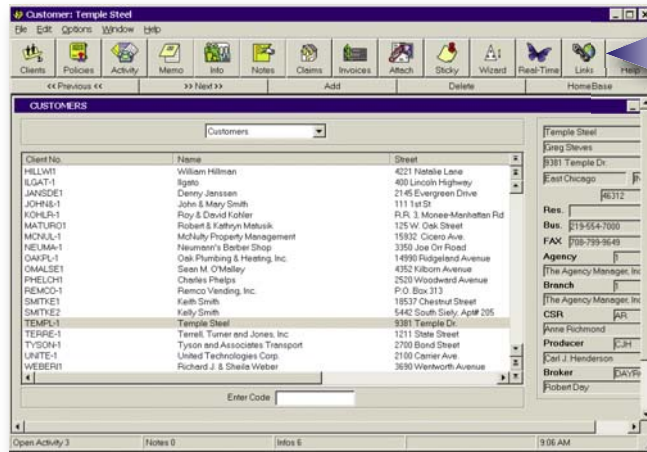 Customer: Temple Steel
File Edit Options Window Help
Clients Policies Activity Memo Info Notes Claims Invoices Attach Sticky Wizard Real-Time Links Help
<< Previous << >> Next >> Add Delete HomeBase
CUSTOMERS
Customers
Client No. Name Street
HILLWI1 William Hillman 4221 Natalie Lane
ILGAT-1 Ilgato 400 Lincoln Highway
JANSDE1 Denny Janssen 2145 Evergreen Drive
JOHN&-1 John & Mary Smith 111 1st St
KOHLR-1 Roy & David Kohler R.R. 3, Monee-Manhattan Rd
MATURO1 Robert & Kathryn Matusik 125 W. Oak Street
MCNUL-1 McNulty Property Management 15932 Cicero Ave.
NEUMA-1 Neumann's Barber Shop 3350 Joe Orr Road
OAKPL-1 Oak Plumbing & Heating, Inc. 14990 Ridgeland Avenue
OMALSE1 Sean M. O'Malley 4352 Kilborn Avenue
PHELCH1 Charles Phelps 2520 Woodward Avenue
REMCO-1 Remco Vending, Inc. P.O. Box 313
SMITKE1 Keith Smith 18537 Chestnut Street
SMITKE2 Kelly Smith 5442 South Siely, Apt# 205
TEMPL-1 Temple Steel 9381 Temple Dr.
TERRE-1 Terrell, Turner and Jones, Inc 1211 State Street
TYSON-1 Tyson and Associates Transport 2700 Bond Street
UNITE-1 United Technologies Corp. 2100 Carrier Ave.
WEBERI1 Richard J. & Sheila Weber 3690 Wentworth Avenue
Enter Code
Temple Steel
Greg Steves
9381 Temple Dr.
East Chicago IN
46312
Res.
Bus. 219-554-7000
FAX 708-799-9649
Agency 1
The Agency Manager, Inc
Branch 1
The Agency Manager, Inc
CSR AR
Anne Richmond
Producer CJH
Carl J. Henderson
Broker DAYR
Robert Day
Open Activity 3 Notes 0 Infos 6 9:06 AM